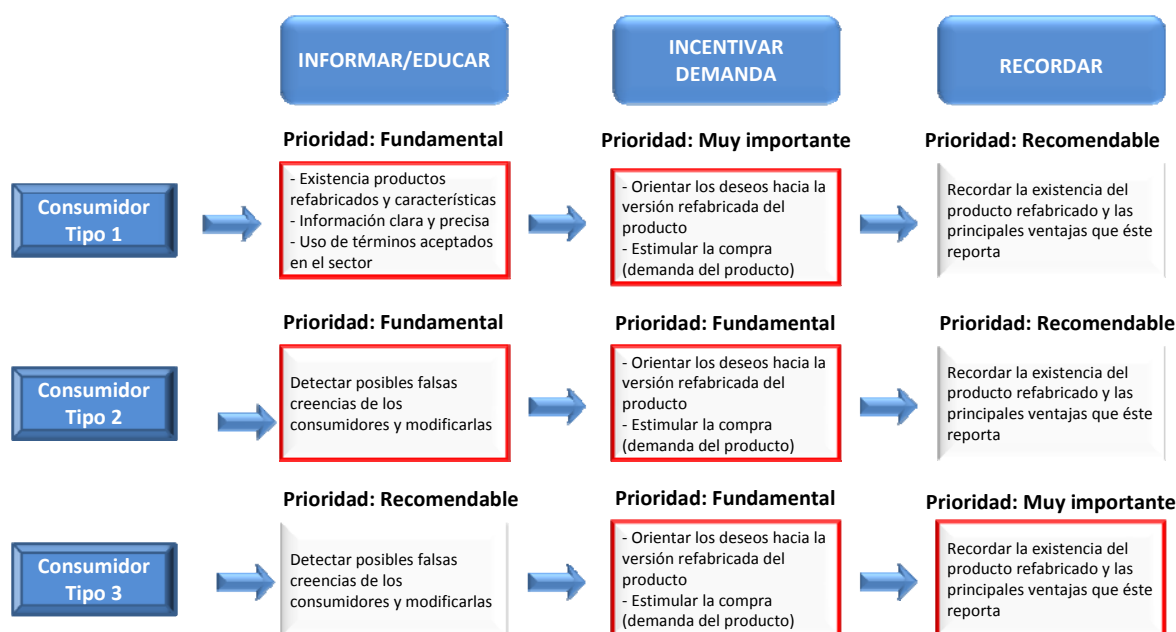 INFORMAR/EDUCAR
INCENTIVAR
DEMANDA
RECORDAR
Prioridad: Fundamental
Prioridad: Muy importante
Prioridad: Recomendable
Consumidor
Tipo 1
- Existencia productos
refabricados y características
- Información clara y precisa
- Uso de términos aceptados
en el sector
- Orientar los deseos hacia la
versión refabricada del
producto
- Estimular la compra
(demanda del producto)
Recordar la existencia del
producto refabricado y las
principales ventajas que éste
reporta
Prioridad: Fundamental
Prioridad: Fundamental
Prioridad: Recomendable
Consumidor
Tipo 2
Detectar posibles falsas
creencias de los
consumidores y modificarlas
- Orientar los deseos hacia la
versión refabricada del
producto
- Estimular la compra
(demanda del producto)
Recordar la existencia del
producto refabricado y las
principales ventajas que éste
reporta
Prioridad: Recomendable
Prioridad: Fundamental
Prioridad: Muy importante
Consumidor
Tipo 3
Detectar posibles falsas
creencias de los
consumidores y modificarlas
- Orientar los deseos hacia la
versión refabricada del
producto
- Estimular la compra
(demanda del producto)
Recordar la existencia del
producto refabricado y las
principales ventajas que éste
reporta